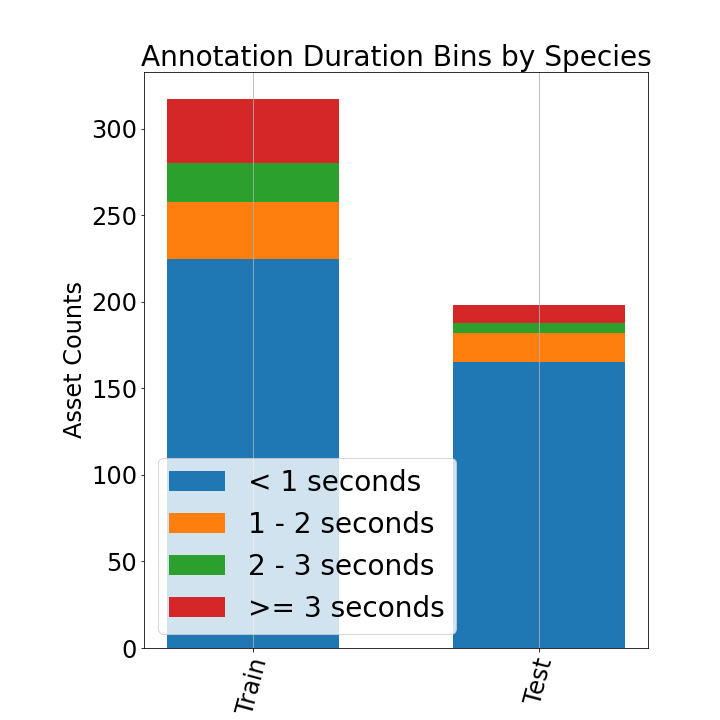 Annotation Duration Bins by Species
Asset Counts
300
250
200
150
100
50
0
< 1 seconds
1 - 2 seconds
2 - 3 seconds
>= 3 seconds
Train
Test